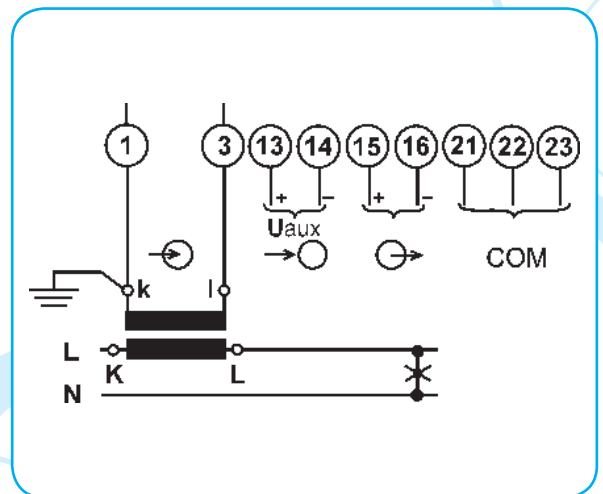 1 3 13 14 15 16 21 22 23
+ − + −
Uaux
COM
k l
L
K L
N